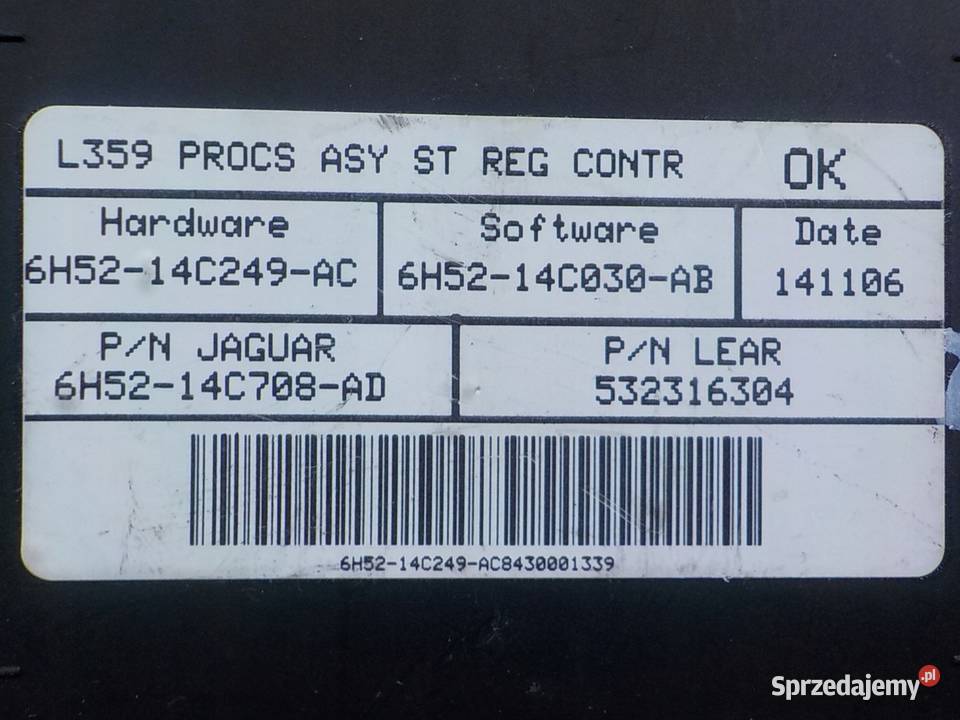 L359 PROCS ASY ST REG CONTR OK
Hardware Software Date
6H52-14C249-AC 6H52-14C030-AB 141106
P/N JAGUAR P/N LEAR
6H52-14C708-AD 532316304
6H52-14C249-AC8430001339
Sprzedajemy.pl